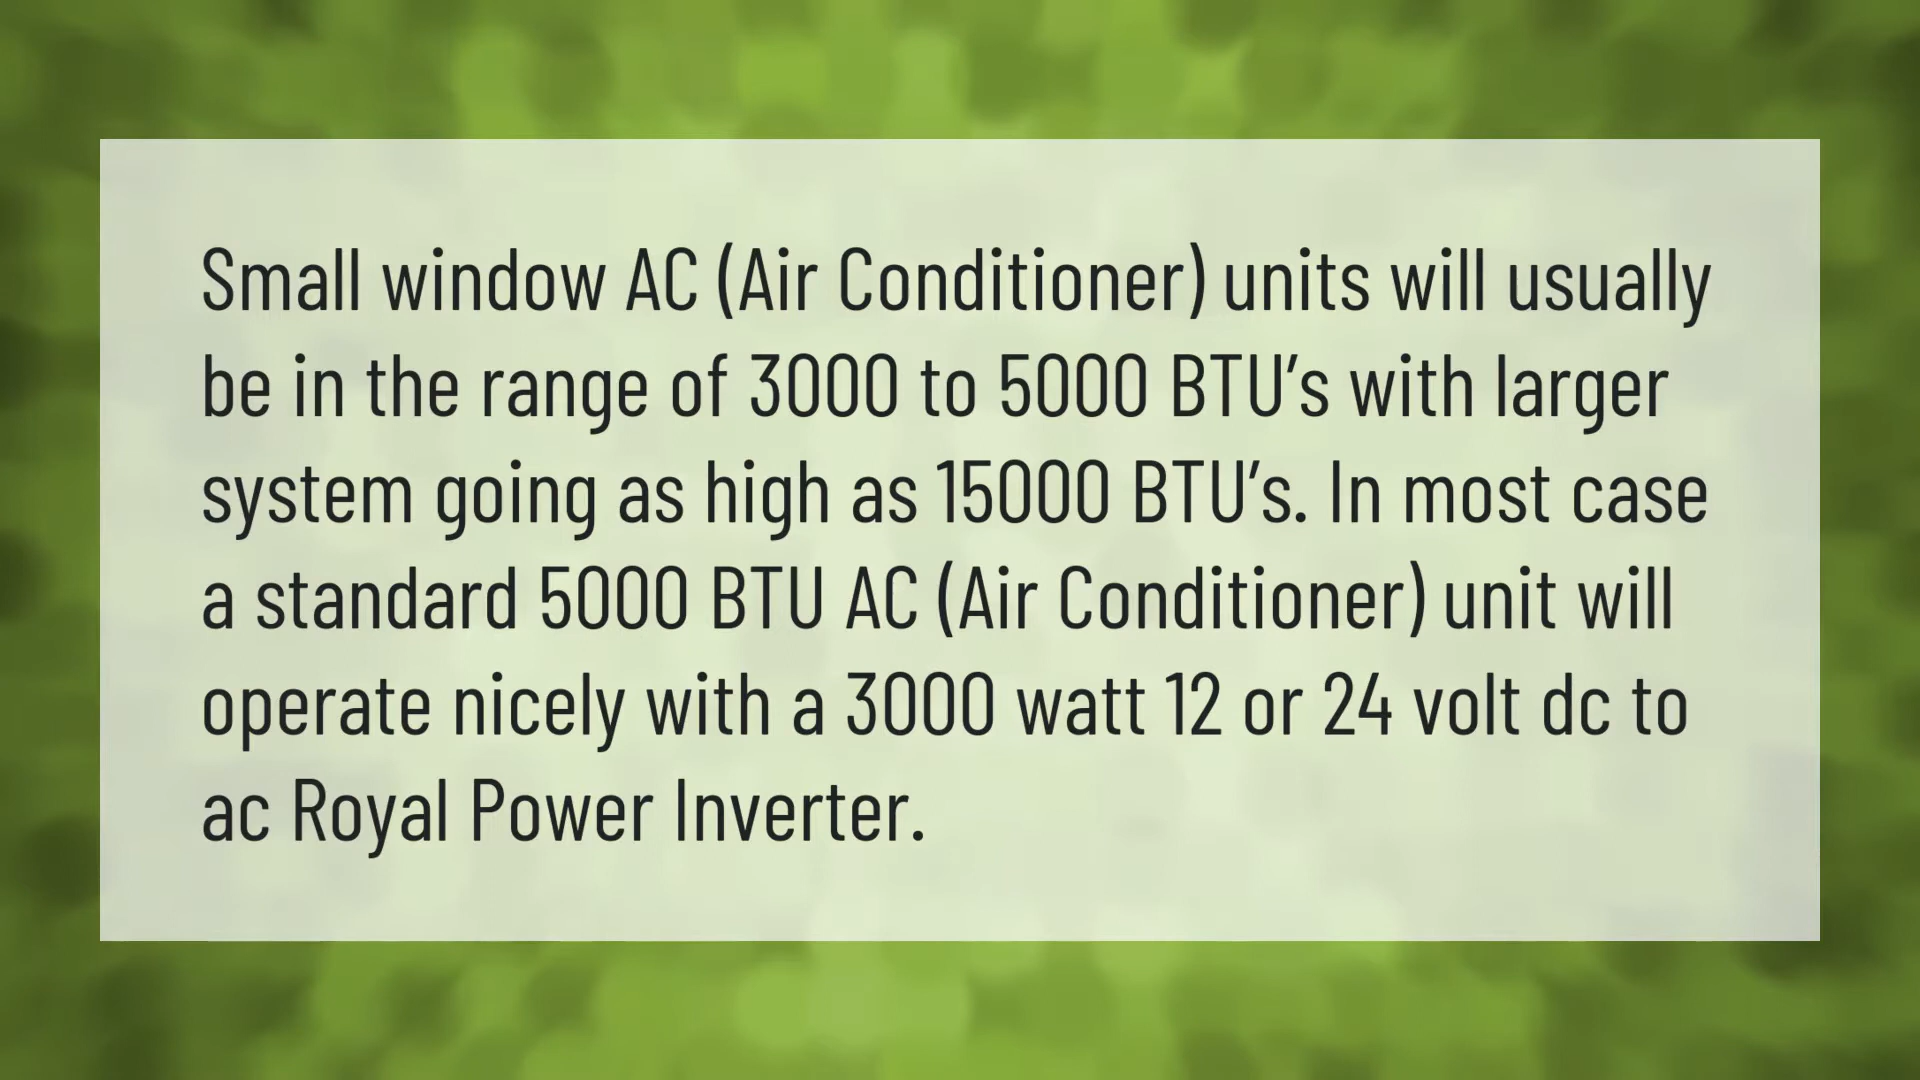 Small window AC (Air Conditioner) units will usually
be in the range of 3000 to 5000 BTU’s with larger
system going as high as 15000 BTU’s. In most case
a standard 5000 BTU AC (Air Conditioner) unit will
operate nicely with a 3000 watt 12 or 24 volt dc to
ac Royal Power Inverter.